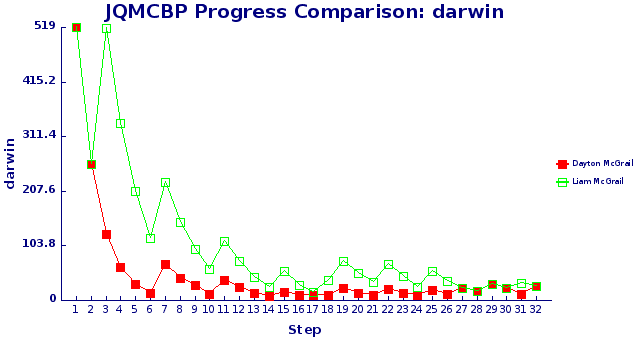 JQMCBP Progress Comparison: darwin
519
415.2
311.4
207.6
103.8
0
darwin
1 2 3 4 5 6 7 8 9 10 11 12 13 14 15 16 17 18 19 20 21 22 23 24 25 26 27 28 29 30 31 32
Step
Dayton McGrail
Liam McGrail